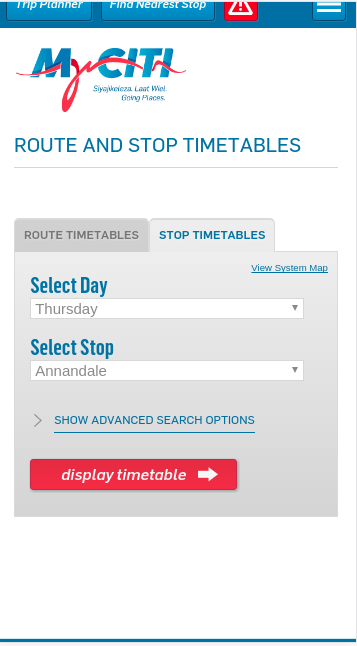 Trip Planner
Find Nearest Stop
MyCiTi
Siyajikeleza. Laat Wiel.
Going Places.
ROUTE AND STOP TIMETABLES
ROUTE TIMETABLES
STOP TIMETABLES
View System Map
Select Day
Thursday
Select Stop
Annandale
SHOW ADVANCED SEARCH OPTIONS
display timetable